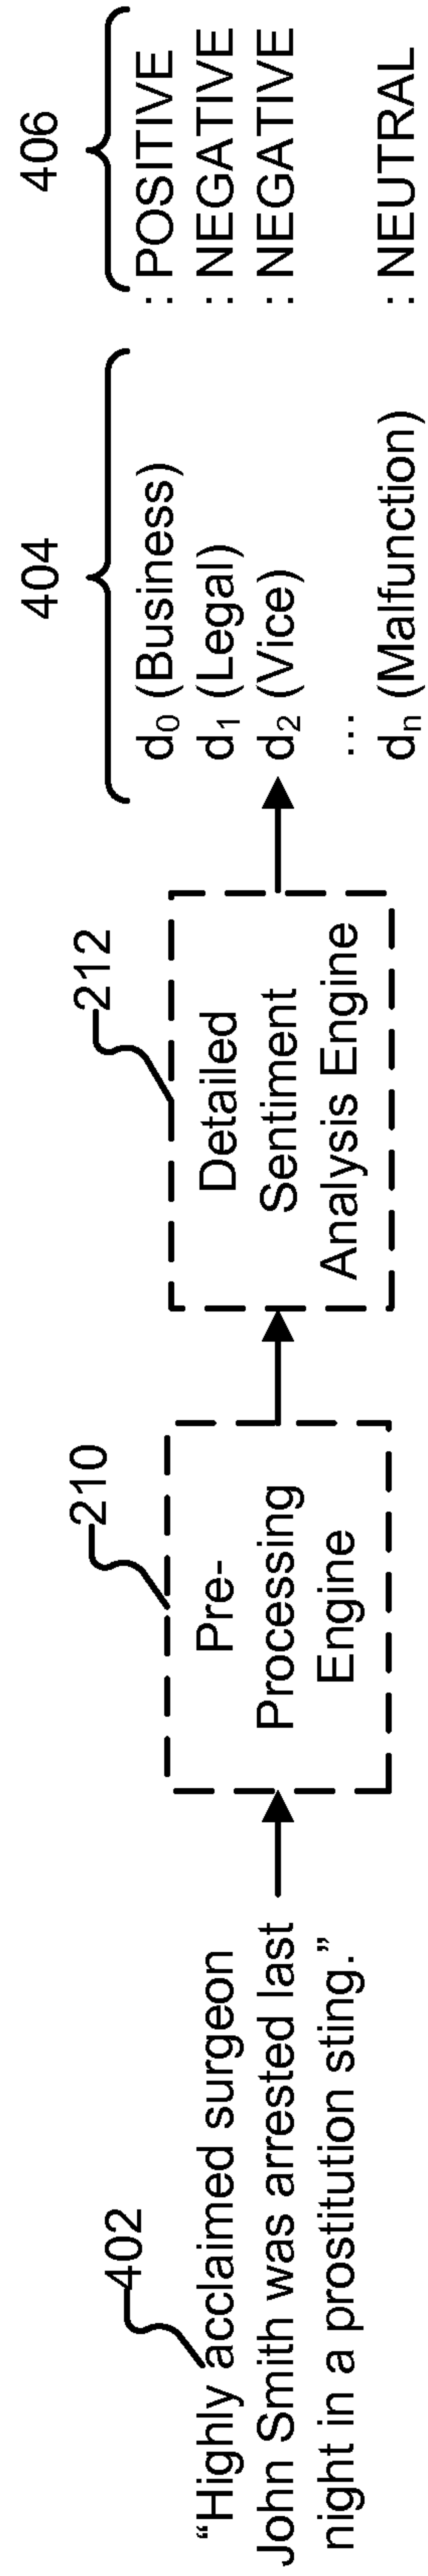 402
“Highly acclaimed surgeon
John Smith was arrested last
night in a prostitution sting.”
210
Pre-
Processing
Engine
212
Detailed
Sentiment
Analysis Engine
404
406
d0 (Business) : POSITIVE
d1 (Legal) : NEGATIVE
d2 (Vice) : NEGATIVE
...
dn (Malfunction) : NEUTRAL